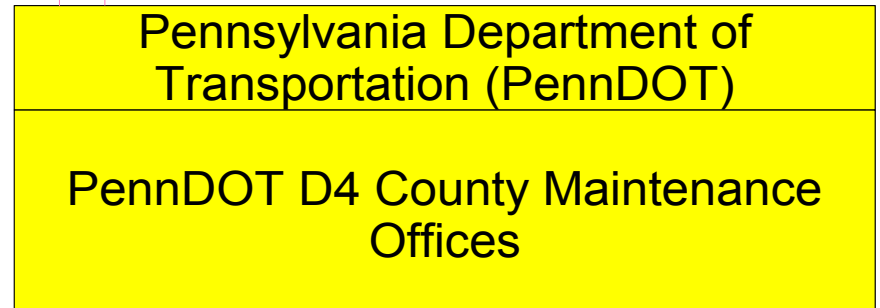 Pennsylvania Department of
Transportation (PennDOT)
PennDOT D4 County Maintenance
Offices